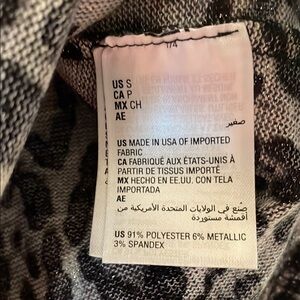 1/4
US S
CA P
MX CH
AE
صغير
US MADE IN USA OF IMPORTED
FABRIC
CA FABRIQUÉ AUX ÉTATS-UNIS À
PARTIR DE TISSUS IMPORTÉ
MX HECHO EN EE.UU. CON TELA
IMPORTADA
AE
صنع في الولايات المتحدة الأمريكية من
أقمشة مستوردة
US 91% POLYESTER 6% METALLIC
3% SPANDEX